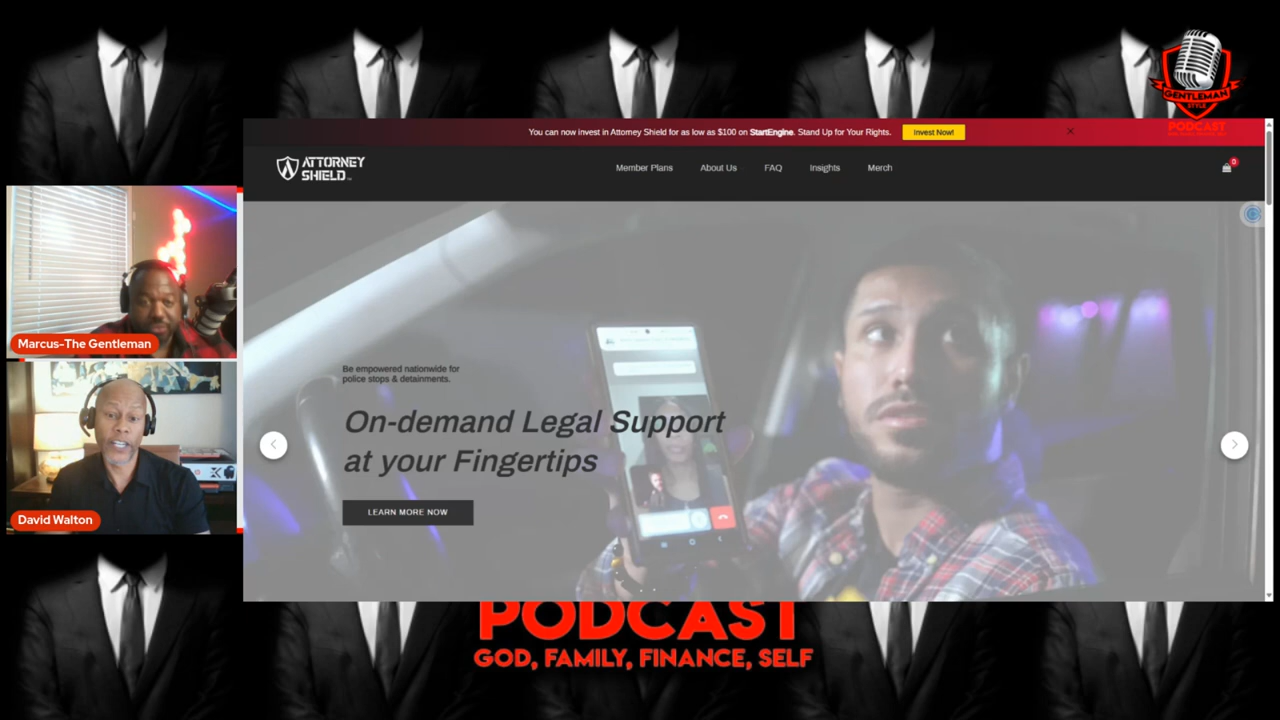 GENTLEMAN
STYLE
PODCAST
You can now invest in Attorney Shield for as low as $100 on StartEngine. Stand Up for Your Rights.
Invest Now!
ATTORNEY
SHIELD
Member Plans
About Us
FAQ
Insights
Merch
0
Marcus-The Gentleman
David Walton
Be empowered nationwide for
police stops & detainments.
On-demand Legal Support
at your Fingertips
LEARN MORE NOW
PODCAST
GOD, FAMILY, FINANCE, SELF